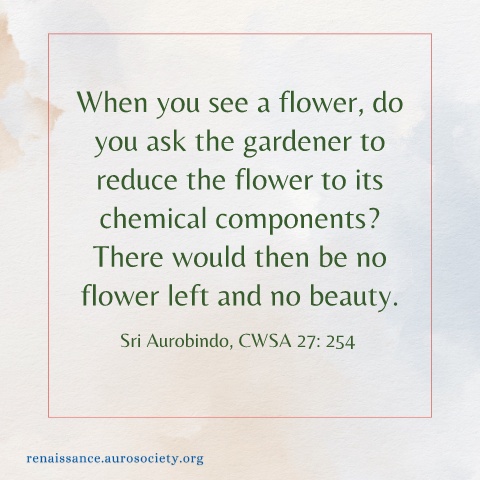 When you see a flower, do
you ask the gardener to
reduce the flower to its
chemical components?
There would then be no
flower left and no beauty.
Sri Aurobindo, CWSA 27: 254
renaissance.aurosociety.org